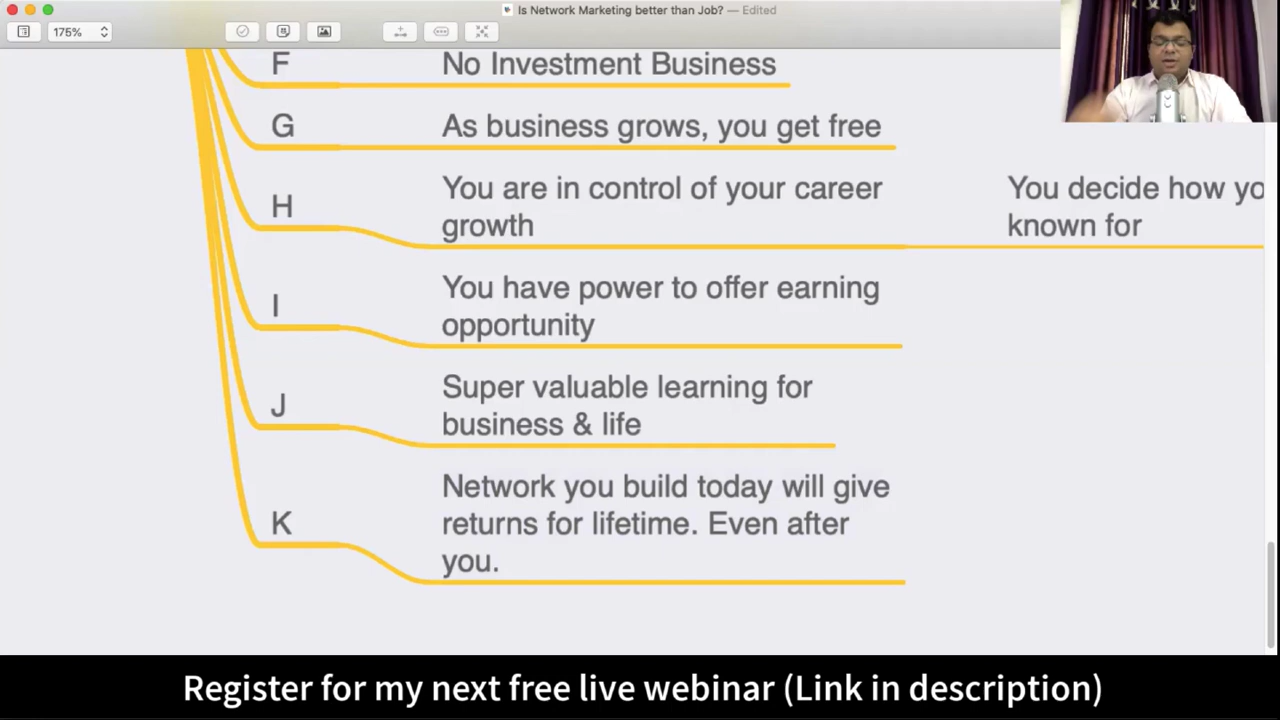 Is Network Marketing better than Job? — Edited
175%
F
No Investment Business
G
As business grows, you get free
H
You are in control of your career
growth
You decide how yo
known for
I
You have power to offer earning
opportunity
J
Super valuable learning for
business & life
K
Network you build today will give
returns for lifetime. Even after
you.
Register for my next free live webinar (Link in description)